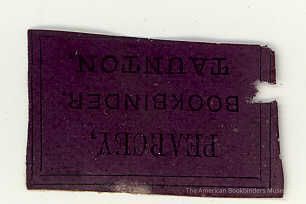 PEARCEY,
BOOKBINDER,
TAUNTON
The American Bookbinders Museum